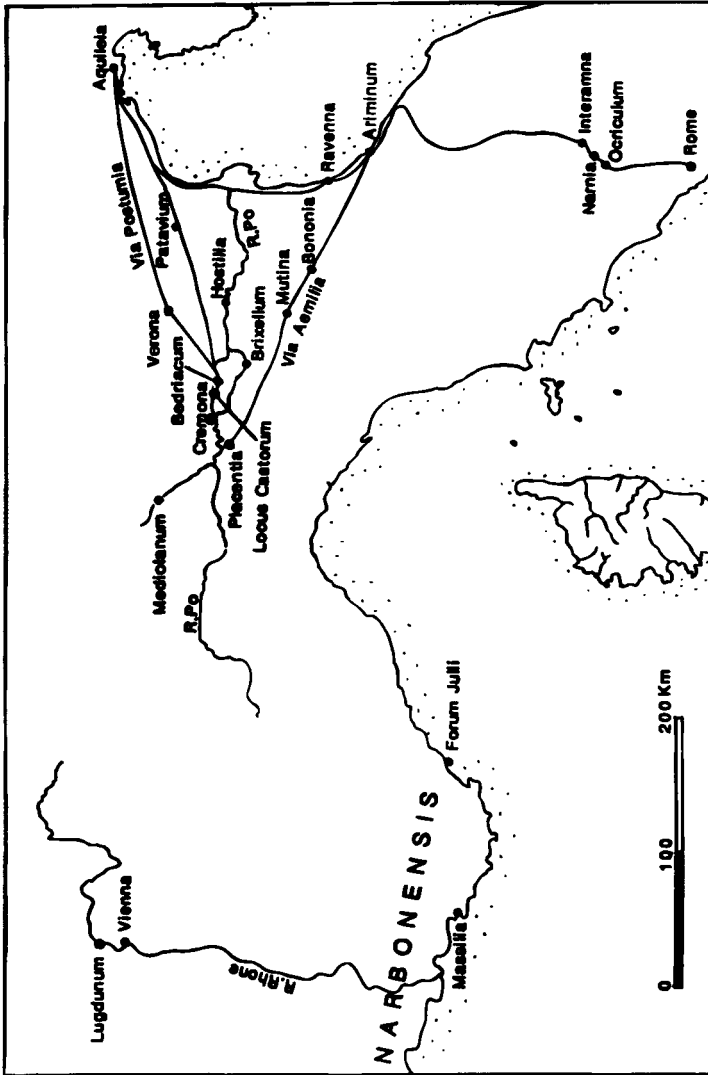 Lugdunum
Vienna
R.Rhone
NARBONENSIS
Massilia
Forum Julii
Mediolanum
R.Po
Placentia
Locus Castorum
Cremona
Bedriacum
Verona
Via Postumia
Patavium
Aquileia
Hostilia
R.Po
Brixellum
Mutina
Via Aemilia
Bononia
Ravenna
Ariminum
Interamna
Narnia
Ocriculum
Rome
0 100 200 Km